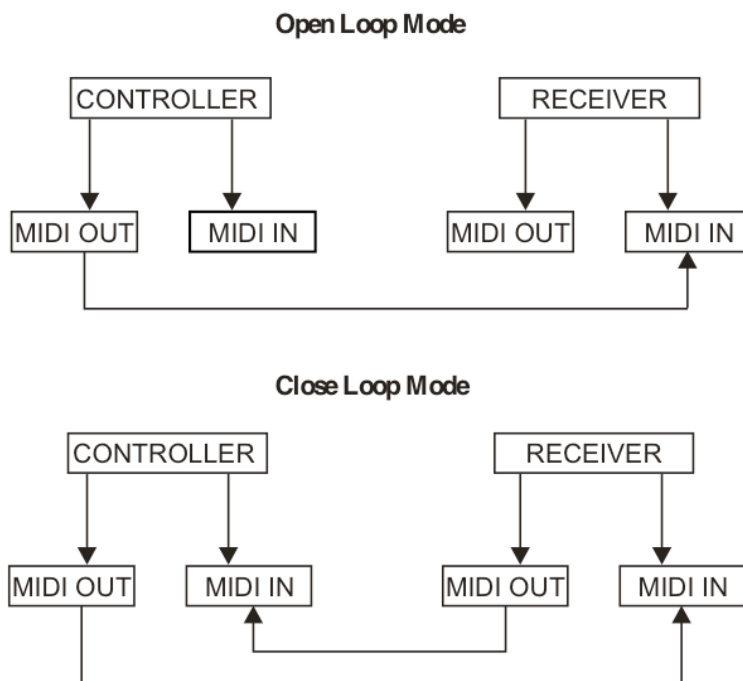 Open Loop Mode
CONTROLLER RECEIVER
MIDI OUT MIDI IN MIDI OUT MIDI IN
Close Loop Mode
CONTROLLER RECEIVER
MIDI OUT MIDI IN MIDI OUT MIDI IN